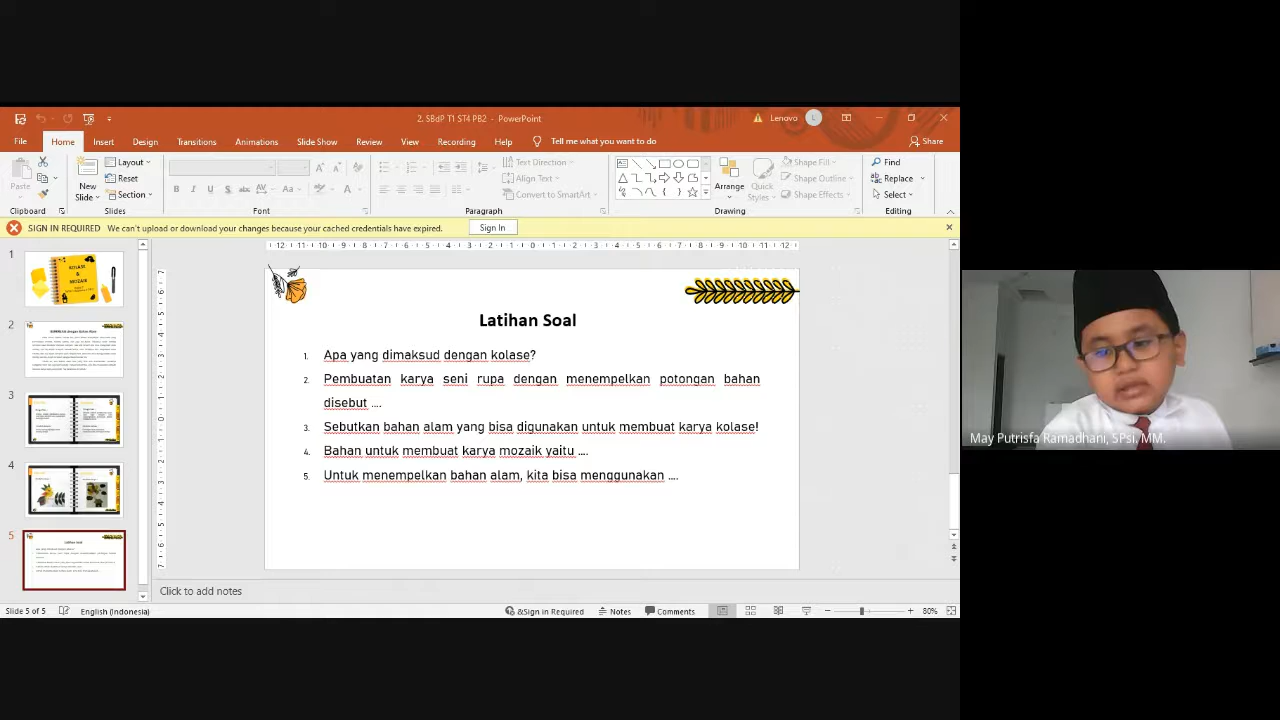 2. SBdP T1 ST4 PB2 - PowerPoint
Lenovo
L
File Home Insert Design Transitions Animations Slide Show Review View Recording Help Tell me what you want to do
Share
Paste
New
Slide
Layout
Reset
Section
Text Direction
Align Text
Convert to SmartArt
Arrange
Quick
Styles
Shape Fill
Shape Outline
Shape Effects
Find
Replace
Select
Clipboard Slides Font Paragraph Drawing Editing
SIGN IN REQUIRED We can't upload or download your changes because your cached credentials have expired.
Sign In
1
2
3
4
5
Latihan Soal
1. Apa yang dimaksud dengan kolase?
2. Pembuatan karya seni rupa dengan menempelkan potongan bahan
disebut ....
3. Sebutkan bahan alam yang bisa digunakan untuk membuat karya kolase!
4. Bahan untuk membuat karya mozaik yaitu ....
5. Untuk menempelkan bahan alam, kita bisa menggunakan ....
Click to add notes
Slide 5 of 5 English (Indonesia)
&Sign in Required Notes Comments 80%
May Putrisfa Ramadhani, SPsi, MM.